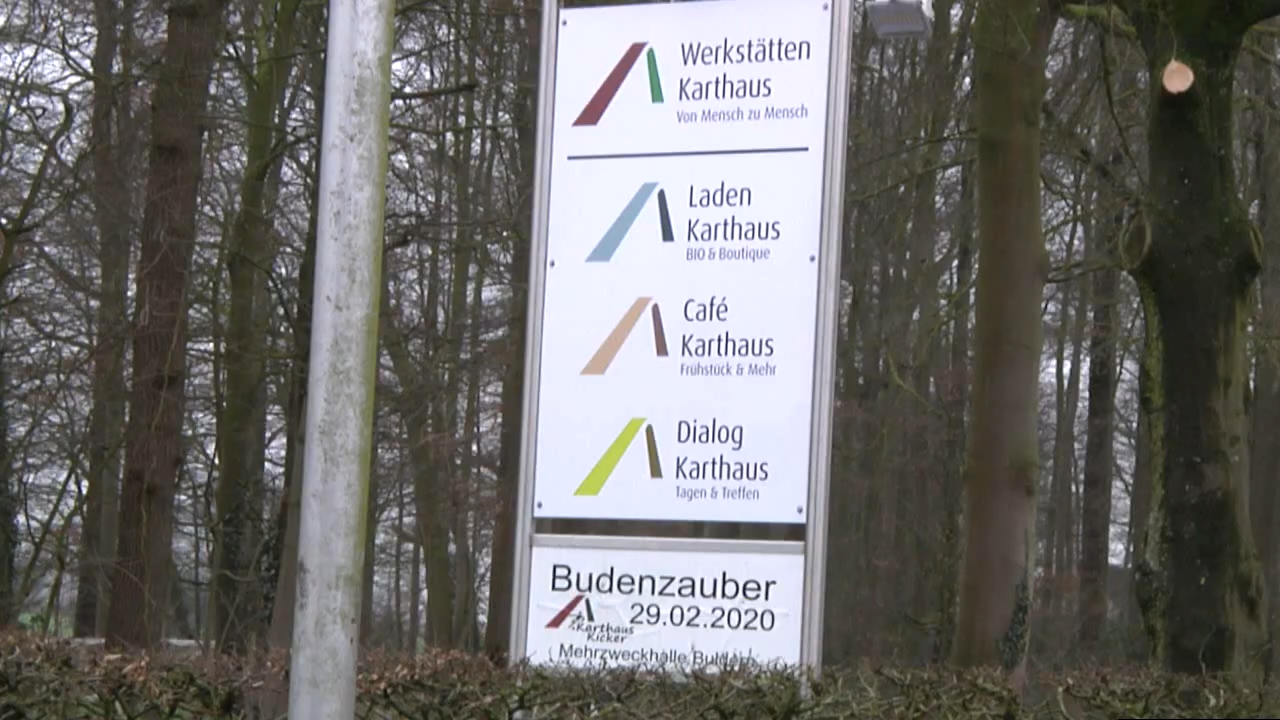 Werkstätten
Karthaus
Von Mensch zu Mensch
Laden
Karthaus
BIO & Boutique
Café
Karthaus
Frühstück & Mehr
Dialog
Karthaus
Tagen & Treffen
Budenzauber
29.02.2020
Karthaus
Kicker
Mehrzweckhalle